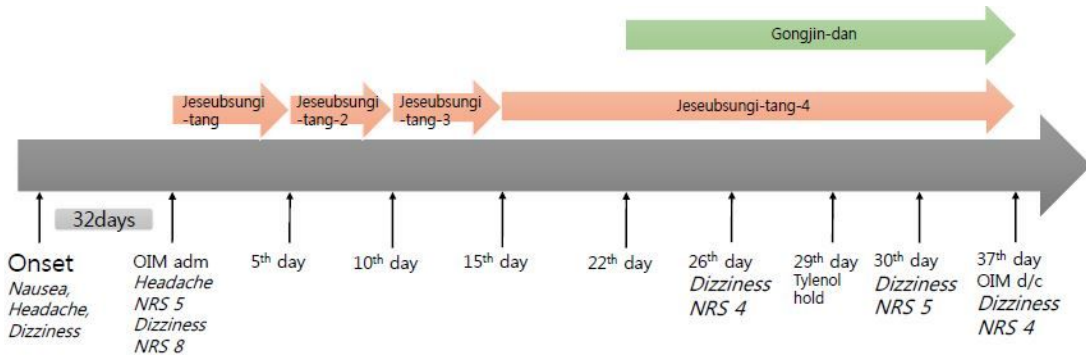 Gongjin-dan
Jeseubsungi
-tang
Jeseubsungi
-tang-2
Jeseubsungi
-tang-3
Jeseubsungi-tang-4
32days
Onset
Nausea,
Headache,
Dizziness
OIM adm
Headache
NRS 5
Dizziness
NRS 8
5th day
10th day
15th day
22th day
26th day
Dizziness
NRS 4
29th day
Tylenol
hold
30th day
Dizziness
NRS 5
37th day
OIM d/c
Dizziness
NRS 4